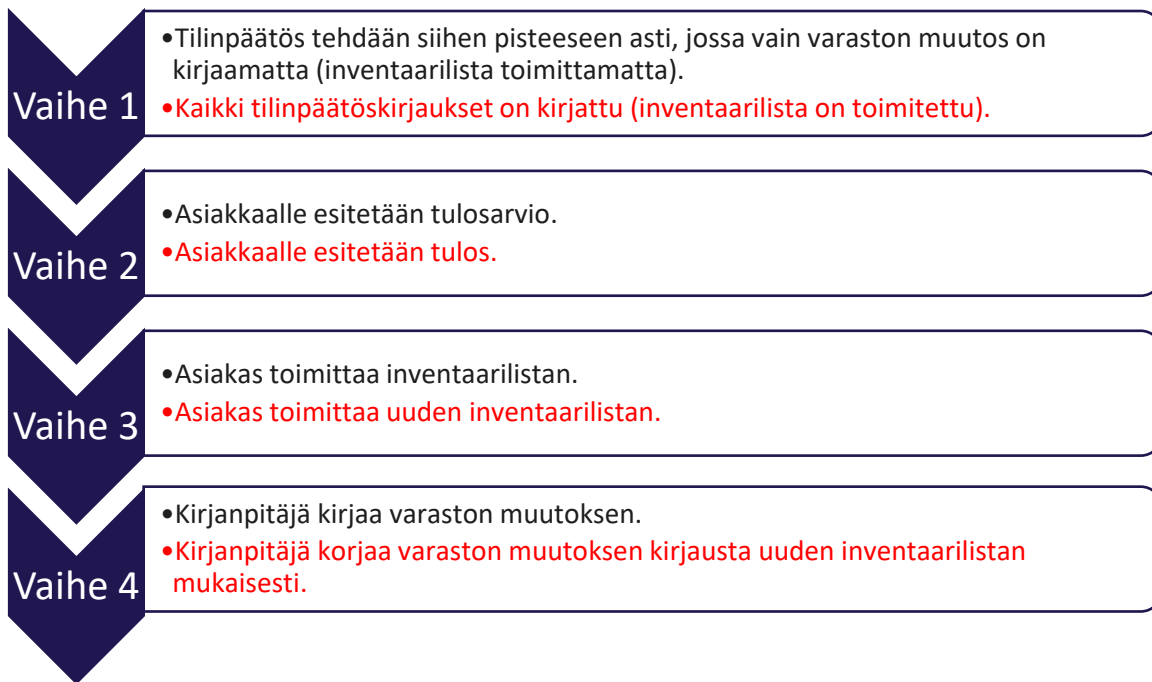 Vaihe 1
•Tilinpäätös tehdään siihen pisteeseen asti, jossa vain varaston muutos on
kirjaamatta (inventaarilista toimittamatta).
•Kaikki tilinpäätöskirjaukset on kirjattu (inventaarilista on toimitettu).
Vaihe 2
•Asiakkaalle esitetään tulosarvio.
•Asiakkaalle esitetään tulos.
Vaihe 3
•Asiakas toimittaa inventaarilistan.
•Asiakas toimittaa uuden inventaarilistan.
Vaihe 4
•Kirjanpitäjä kirjaa varaston muutoksen.
•Kirjanpitäjä korjaa varaston muutoksen kirjausta uuden inventaarilistan
mukaisesti.